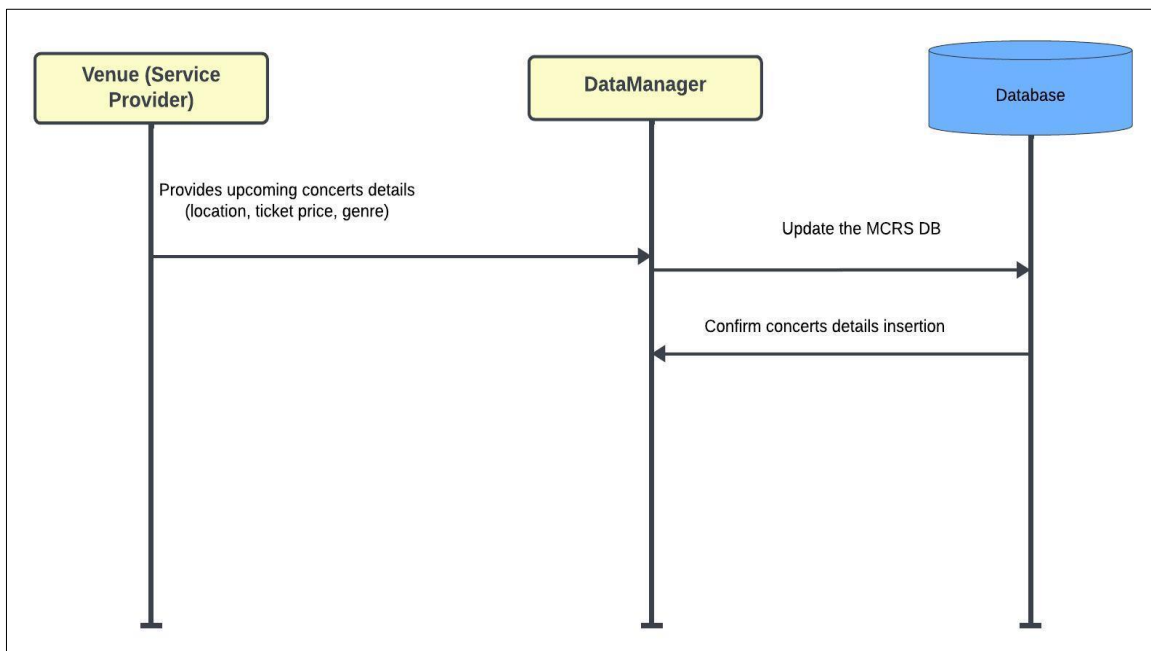 Venue (Service
Provider)
DataManager
Database
Provides upcoming concerts details
(location, ticket price, genre)
Update the MCRS DB
Confirm concerts details insertion